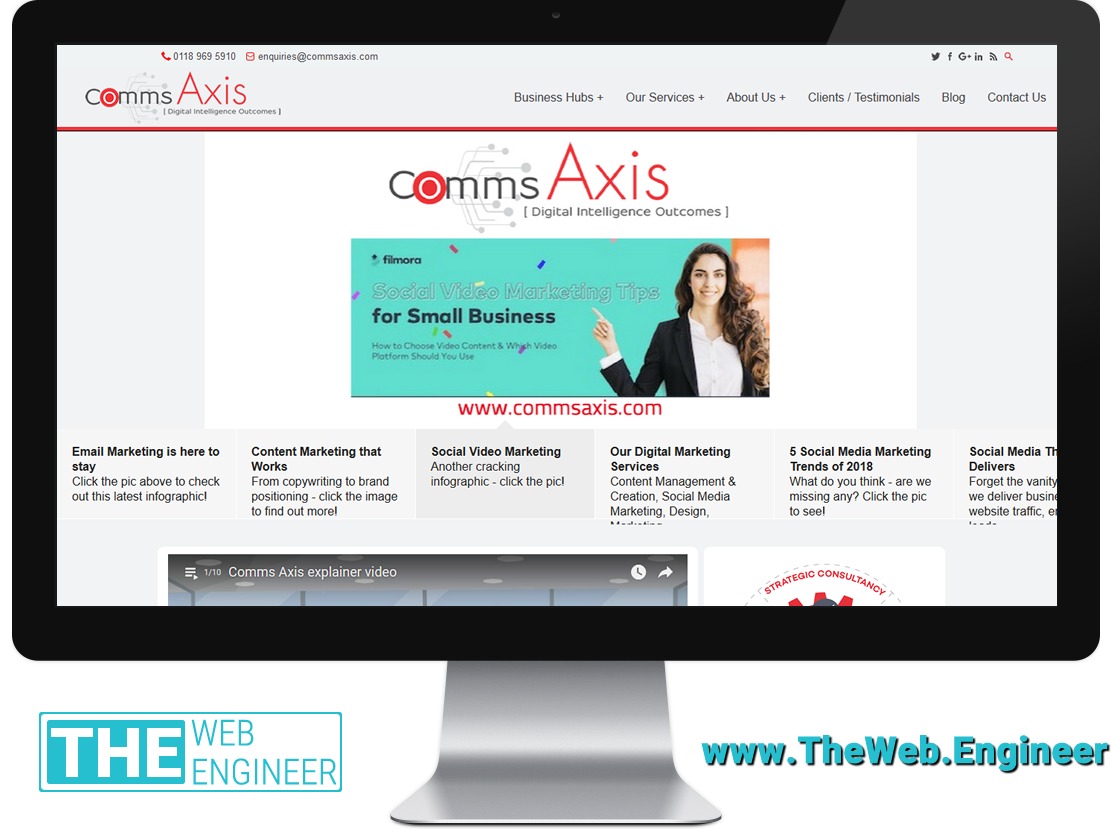 0118 969 5910 enquiries@commsaxis.com
Comms Axis
[ Digital Intelligence Outcomes ]
Business Hubs + Our Services + About Us + Clients / Testimonials Blog Contact Us
Comms Axis
[ Digital Intelligence Outcomes ]
filmora
Social Video Marketing Tips
for Small Business
How to Choose Video Content & Which Video
Platform Should You Use
www.commsaxis.com
Email Marketing is here to
stay
Click the pic above to check
out this latest infographic!
Content Marketing that
Works
From copywriting to brand
positioning - click the image
to find out more!
Social Video Marketing
Another cracking
infographic - click the pic!
Our Digital Marketing
Services
Content Management &
Creation, Social Media
Marketing, Design,
Marketing
5 Social Media Marketing
Trends of 2018
What do you think - are we
missing any? Click the pic
to see!
Social Media Th
Delivers
Forget the vanity
we deliver busine
website traffic, e
1/10 Comms Axis explainer video
STRATEGIC CONSULTANCY
THE WEB
ENGINEER
www.TheWeb.Engineer